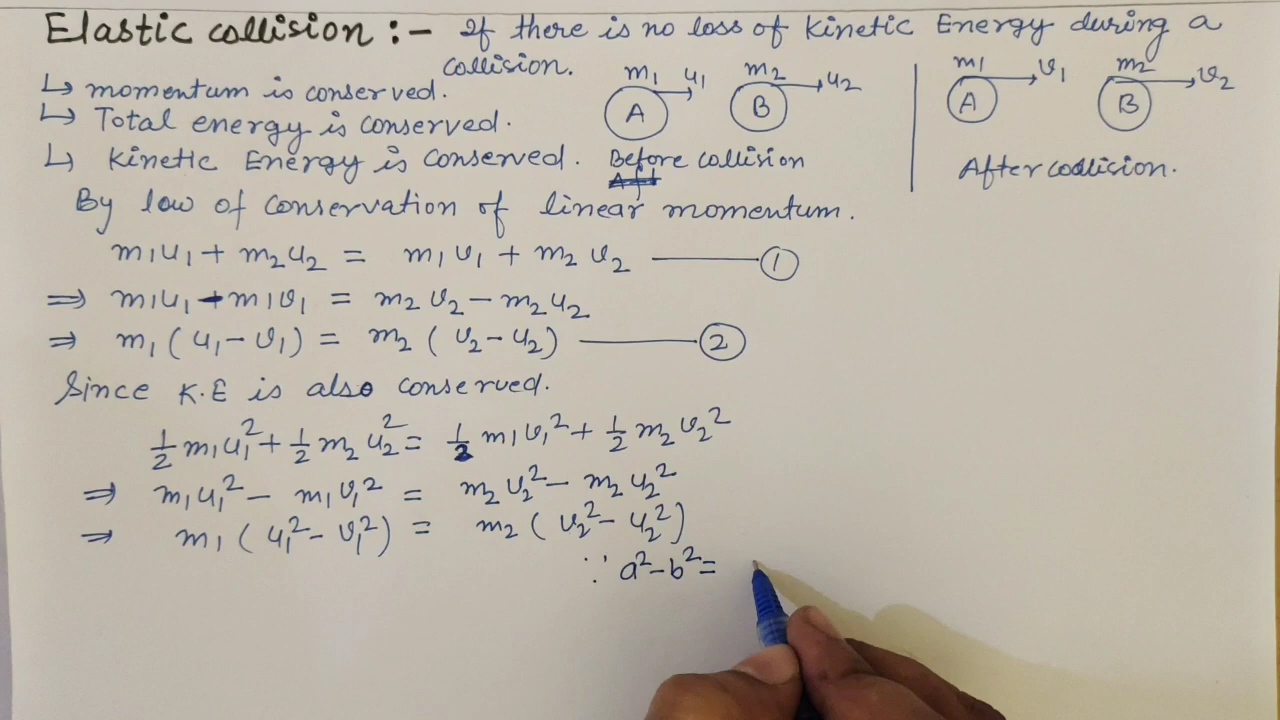 Elastic collision :- If there is no loss of Kinetic Energy during a
collision.
↳ momentum is conserved.
↳ Total energy is conserved.
↳ Kinetic Energy is conserved.
m₁ u₁ m₂ u₂
A B
Before collision
m₁ v₁ m₂ v₂
A B
After collision.
By low of conservation of linear momentum.
m₁u₁ + m₂u₂ = m₁v₁ + m₂v₂ —— ①
⇒ m₁u₁ - m₁v₁ = m₂v₂ - m₂u₂
⇒ m₁(u₁ - v₁) = m₂(v₂ - u₂) —— ②
Since K.E is also conserved.
½ m₁u₁² + ½ m₂u₂² = ½ m₁v₁² + ½ m₂v₂²
⇒ m₁u₁² - m₁v₁² = m₂v₂² - m₂u₂²
⇒ m₁(u₁² - v₁²) = m₂(v₂² - u₂²)
∵ a² - b² =